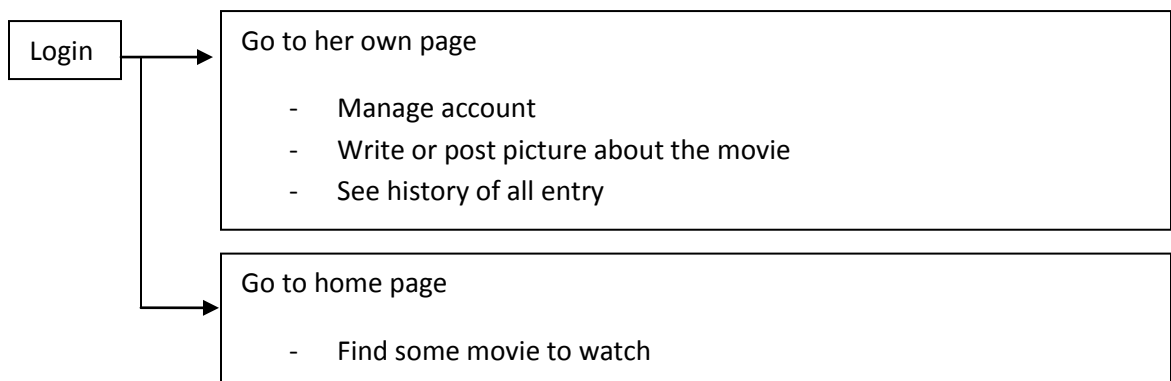 Login
Go to her own page
- Manage account
- Write or post picture about the movie
- See history of all entry
Go to home page
- Find some movie to watch